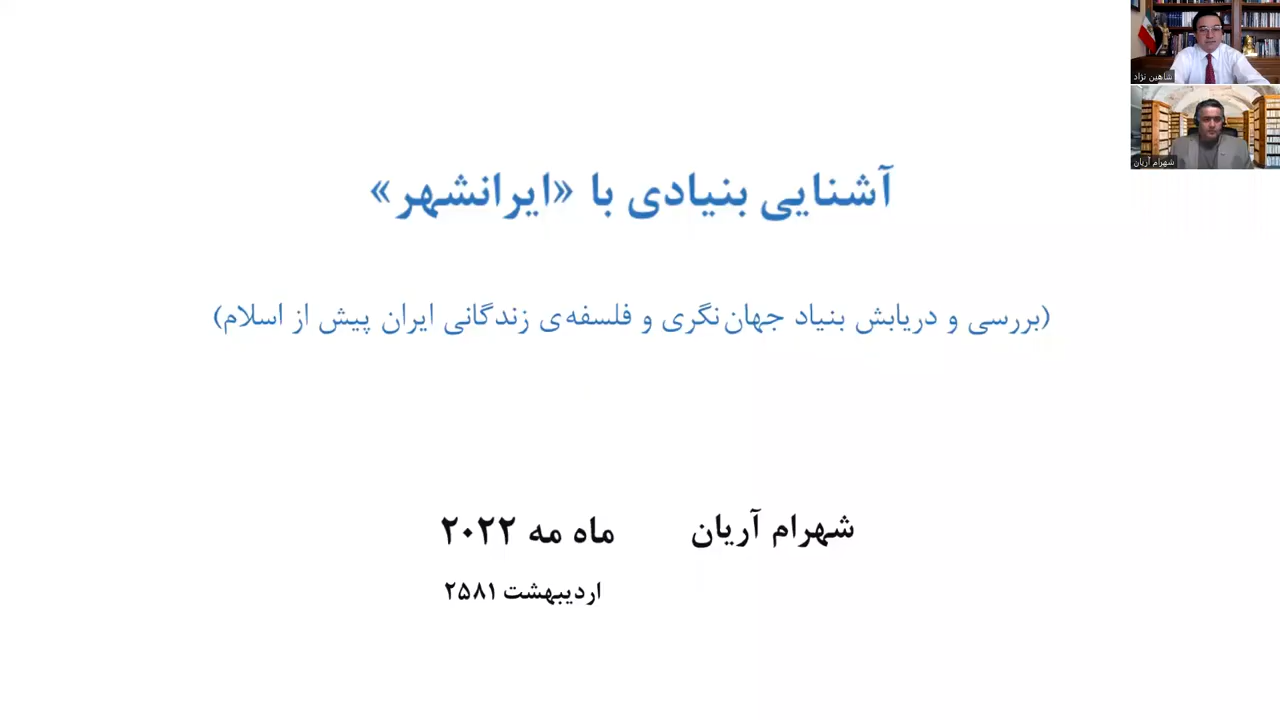 آشنایی بنیادی با «ایرانشهر»
(بررسی و دریابش بنیاد جهان‌نگری و فلسفه‌ی زندگانی ایران پیش از اسلام)
شهرام آریان
ماه مه ۲۰۲۲
اردیبهشت ۲۵۸۱
شاهین نژاد
شهرام آریان